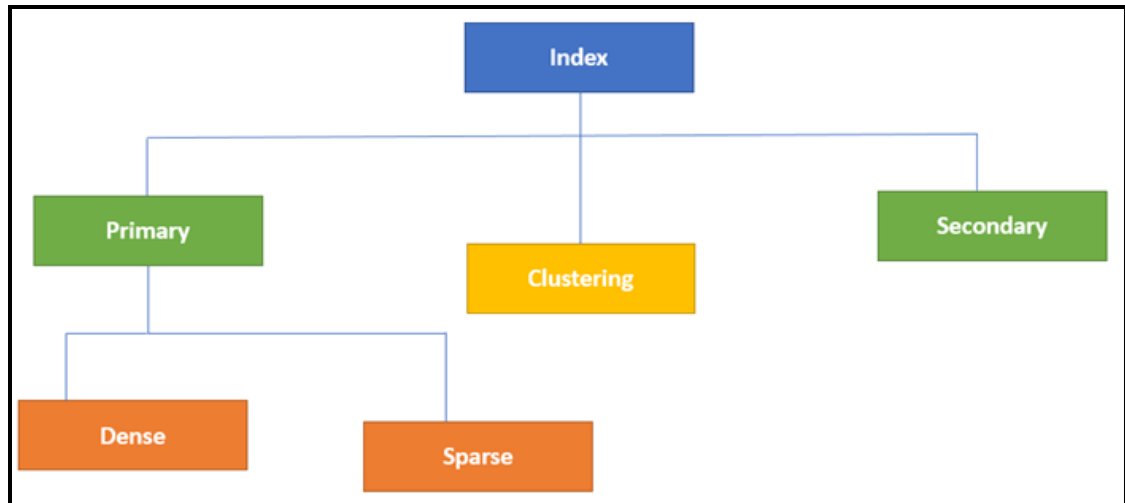 Index
Primary
Secondary
Clustering
Dense
Sparse